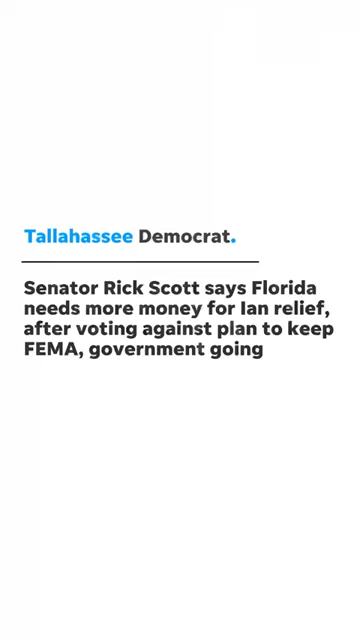 Tallahassee Democrat.
Senator Rick Scott says Florida
needs more money for Ian relief,
after voting against plan to keep
FEMA, government going